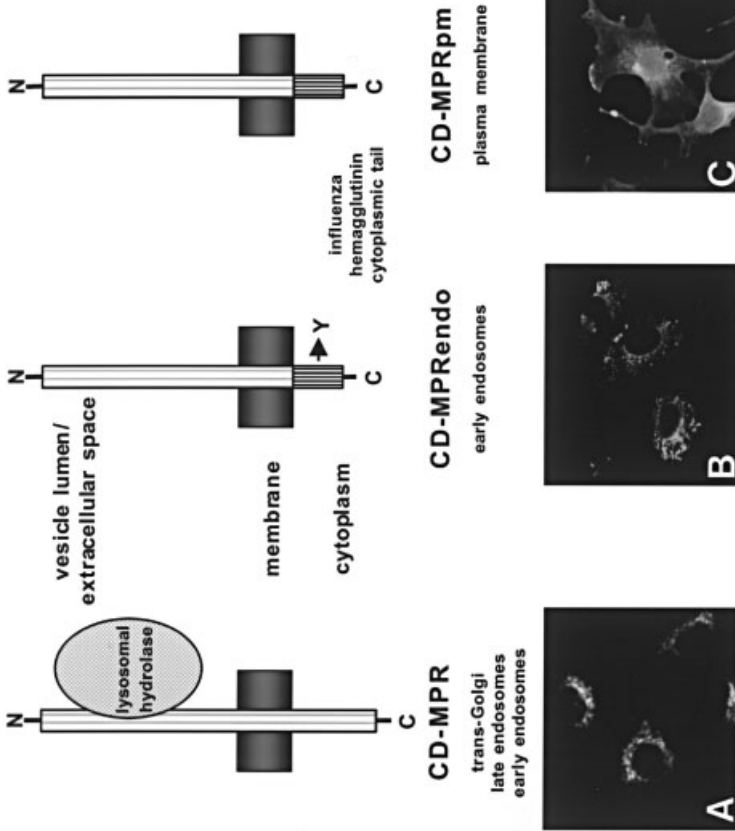 N
lysosomal
hydrolase
C
CD-MPR
trans-Golgi
late endosomes
early endosomes
A
vesicle lumen/
extracellular space
membrane
cytoplasm
N
Y
C
CD-MPRendo
early endosomes
B
influenza
hemagglutinin
cytoplasmic tail
N
C
CD-MPRpm
plasma membrane
C